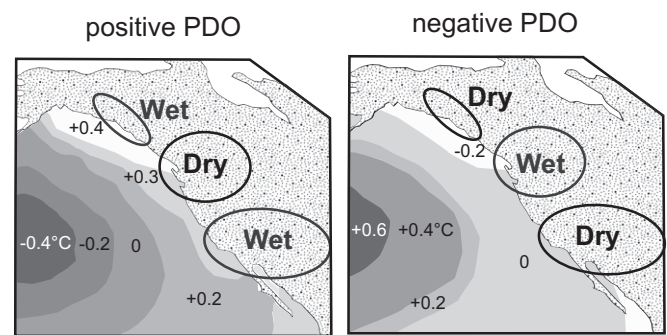 positive PDO
Wet
+0.4
+0.3
Dry
-0.4°C
-0.2
0
Wet
+0.2
negative PDO
Dry
-0.2
Wet
+0.6
+0.4°C
Dry
0
+0.2